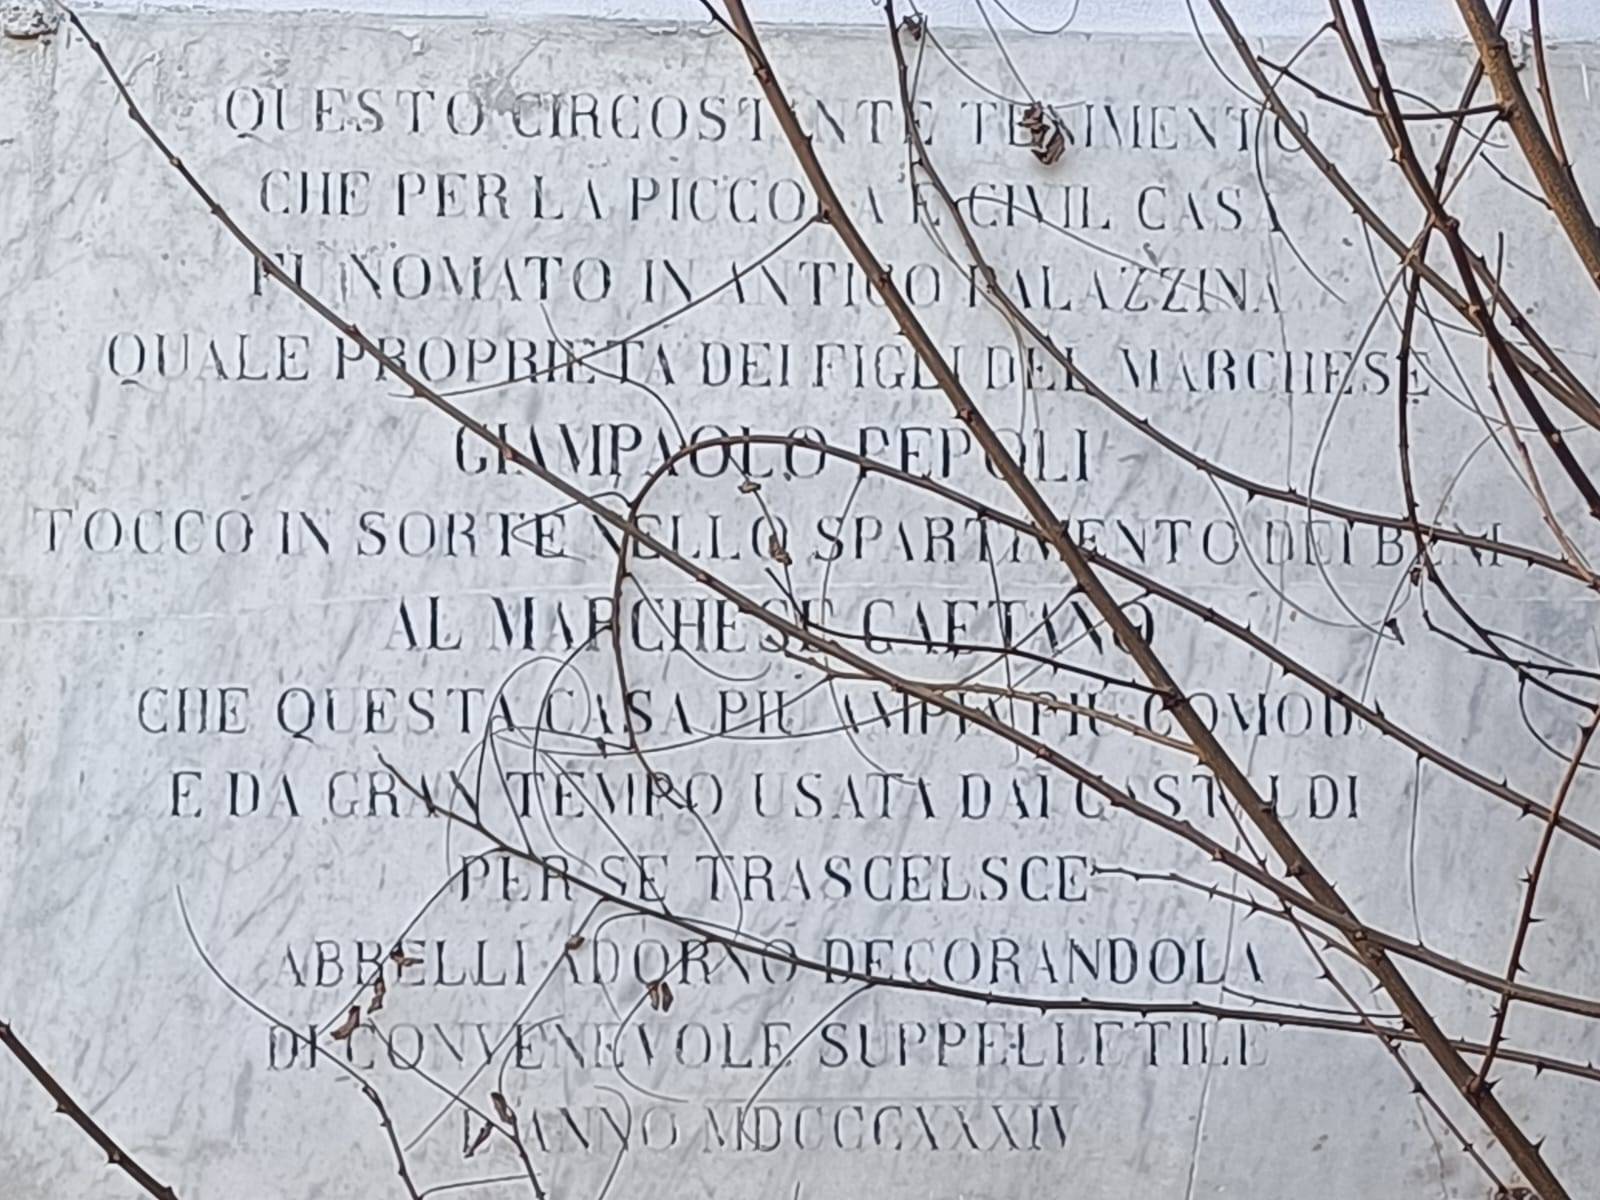 QUESTO CIRCOSTANTE TENIMENTO
CHE PER LA PICCOLA E CIVIL CASA
FU NOMATO IN ANTICO PALAZZINA
QUALE PROPRIETA DEI FIGLI DEL MARCHESE
GIAMPAOLO PEPOLI
TOCCO IN SORTE NELLO SPARTIMENTO DEI BENI
AL MARCHESE GAETANO
CHE QUESTA CASA PIU AMPIA PIU COMODA
E DA GRAN TEMPO USATA DAI CASTALDI
PER SE TRASCELSCE
ABBELLI ADORNO DECORANDOLA
DI CONVENEVOLE SUPPELLETILE
L'ANNO MDCCCXXXIV